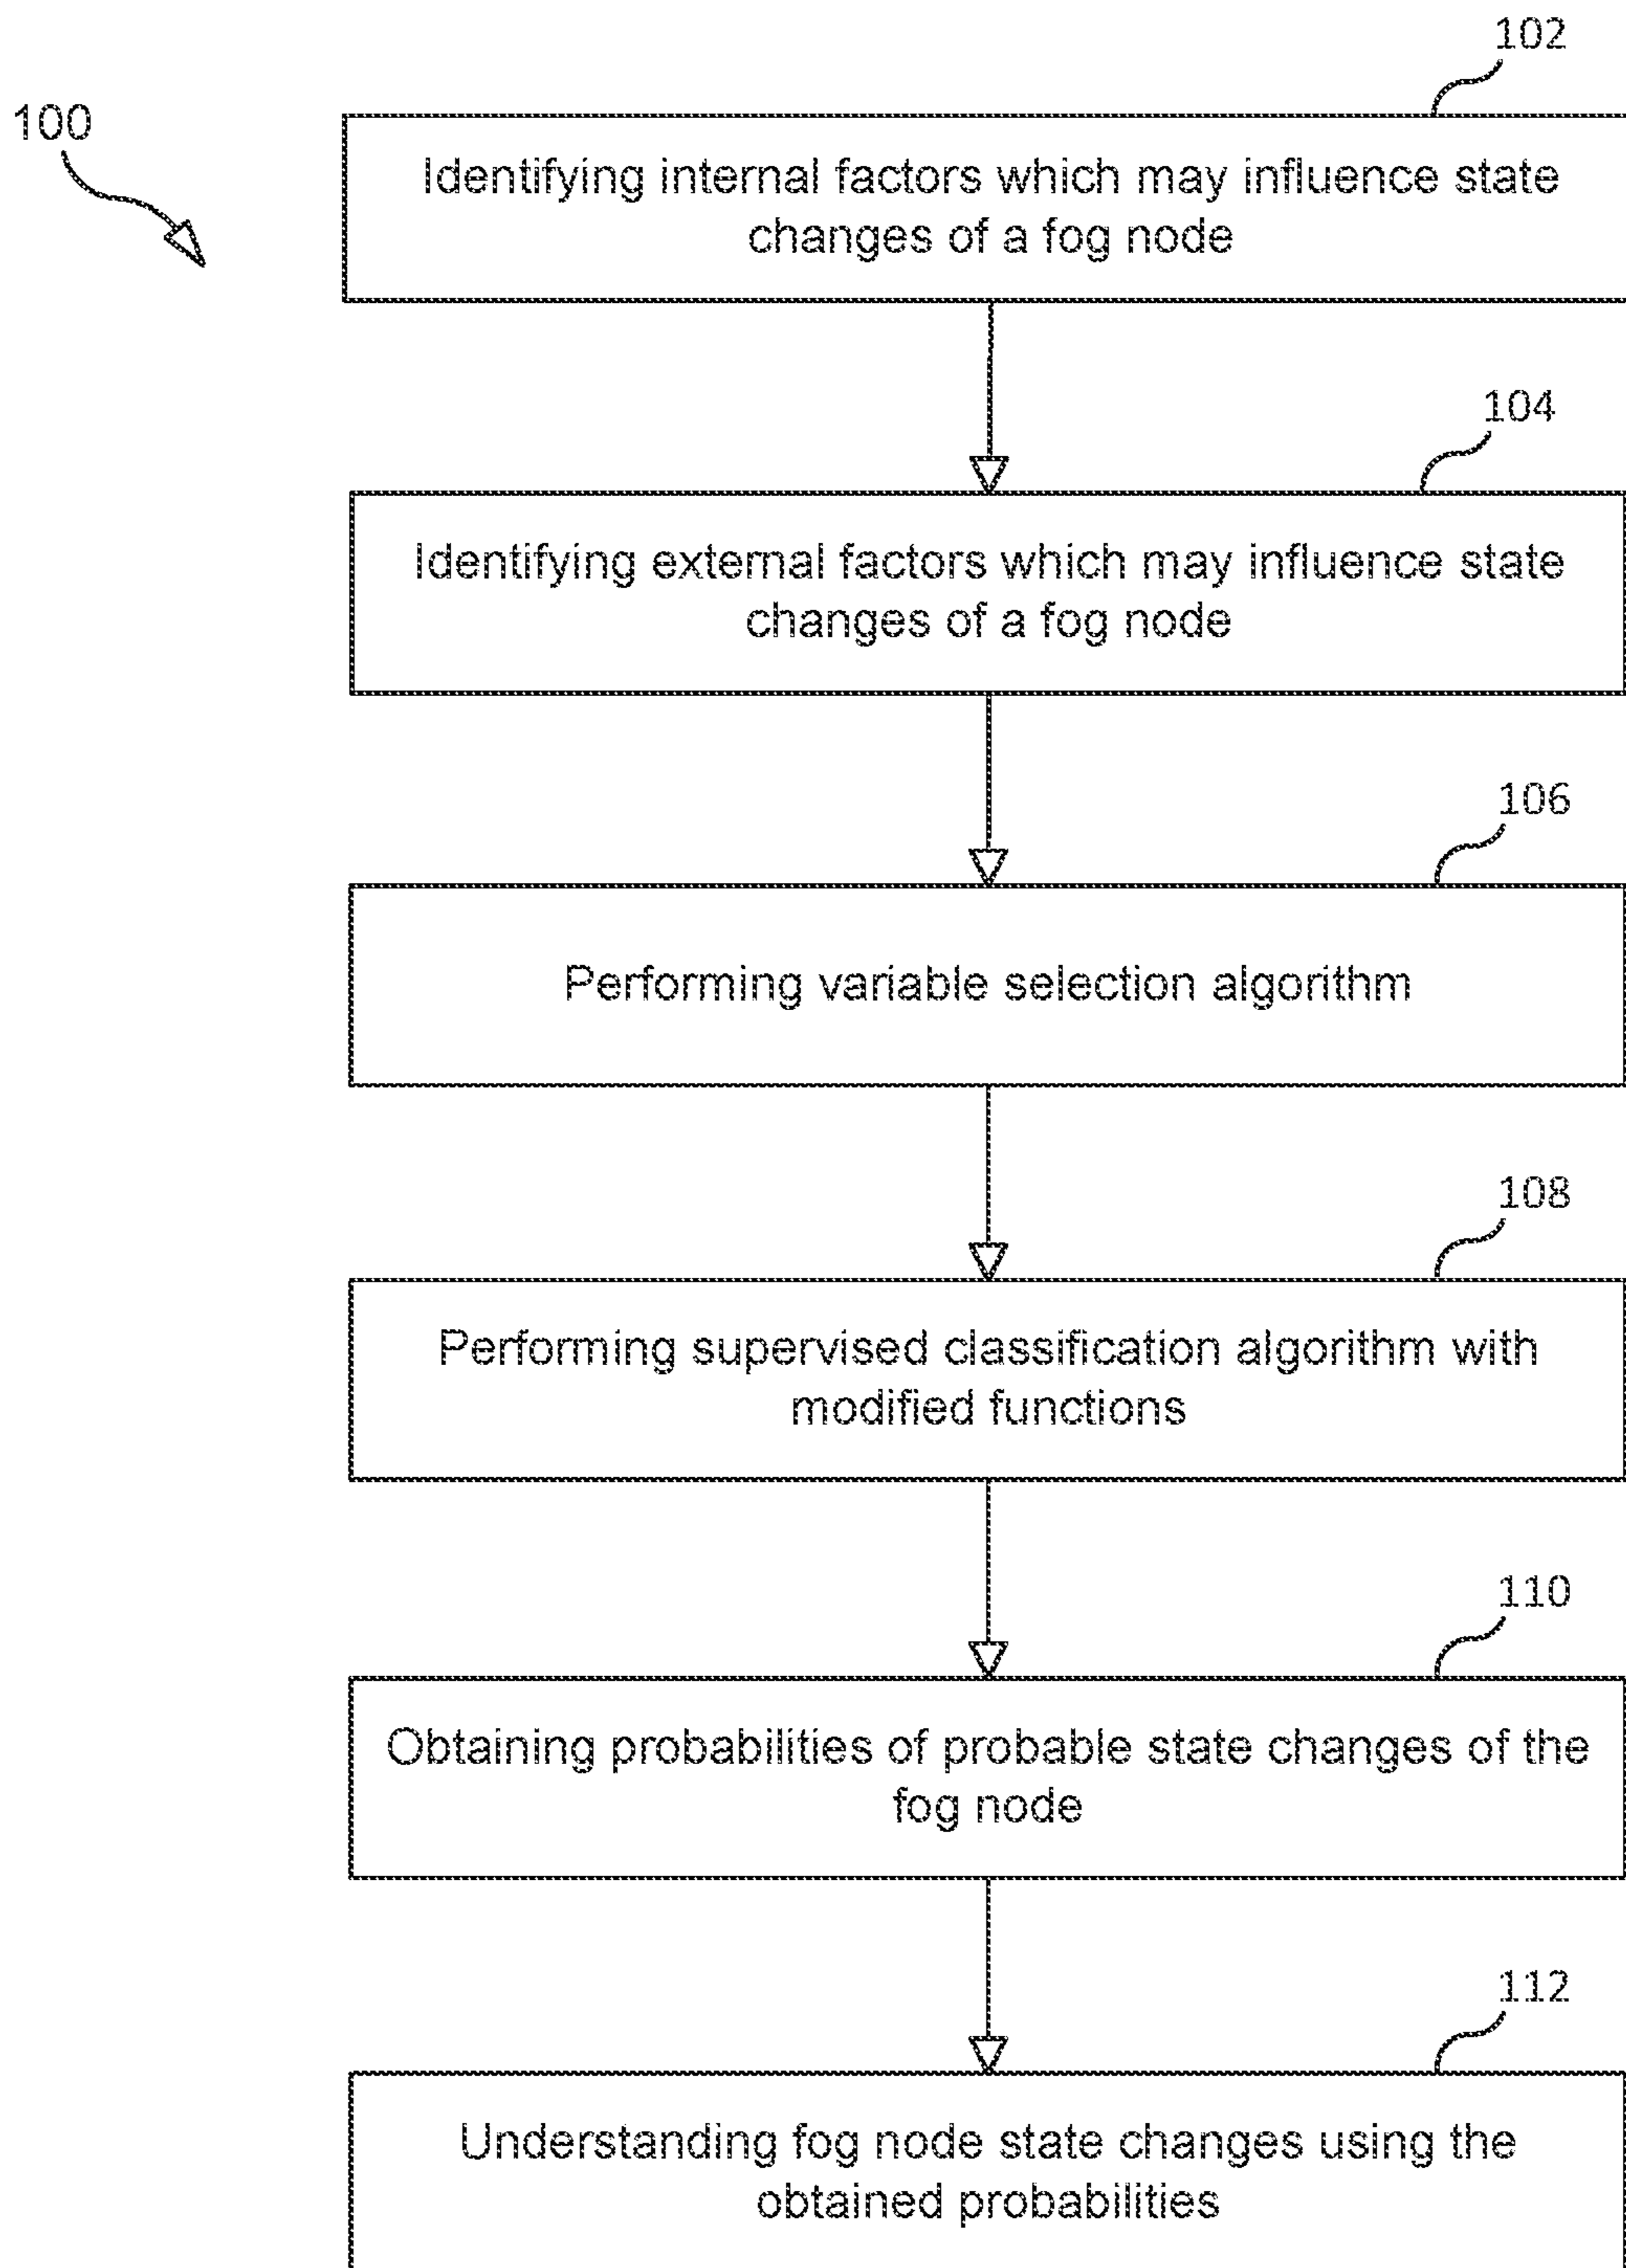 102
100
Identifying internal factors which may influence state
changes of a fog node
104
Identifying external factors which may influence state
changes of a fog node
106
Performing variable selection algorithm
108
Performing supervised classification algorithm with
modified functions
110
Obtaining probabilities of probable state changes of the
fog node
112
Understanding fog node state changes using the
obtained probabilities